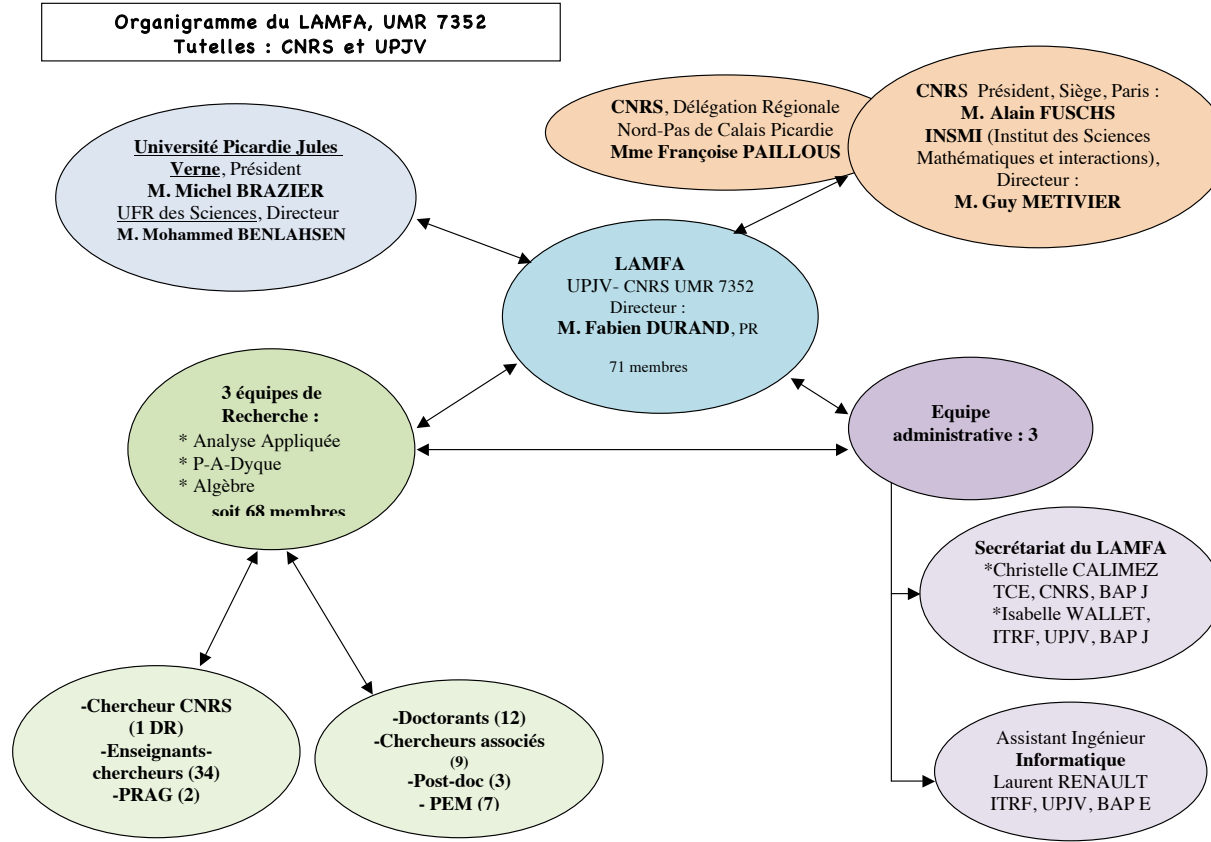 Organigramme du LAMFA, UMR 7352
Tutelles : CNRS et UPJV
CNRS, Délégation Régionale
Nord-Pas de Calais Picardie
Mme Françoise PAILLOUS
CNRS Président, Siège, Paris :
M. Alain FUSCHS
INSMI (Institut des Sciences
Mathématiques et interactions),
Directeur :
M. Guy METIVIER
Université Picardie Jules
Verne, Président
M. Michel BRAZIER
UFR des Sciences, Directeur
M. Mohammed BENLAHSEN
LAMFA
UPJV- CNRS UMR 7352
Directeur :
M. Fabien DURAND, PR
71 membres
3 équipes de
Recherche :
* Analyse Appliquée
* P-A-Dyque
* Algèbre
soit 68 membres
Equipe
administrative : 3
Secrétariat du LAMFA
*Christelle CALIMEZ
TCE, CNRS, BAP J
*Isabelle WALLET,
ITRF, UPJV, BAP J
-Chercheur CNRS
(1 DR)
-Enseignants-
chercheurs (34)
-PRAG (2)
-Doctorants (12)
-Chercheurs associés
(9)
-Post-doc (3)
- PEM (7)
Assistant Ingénieur
Informatique
Laurent RENAULT
ITRF, UPJV, BAP E